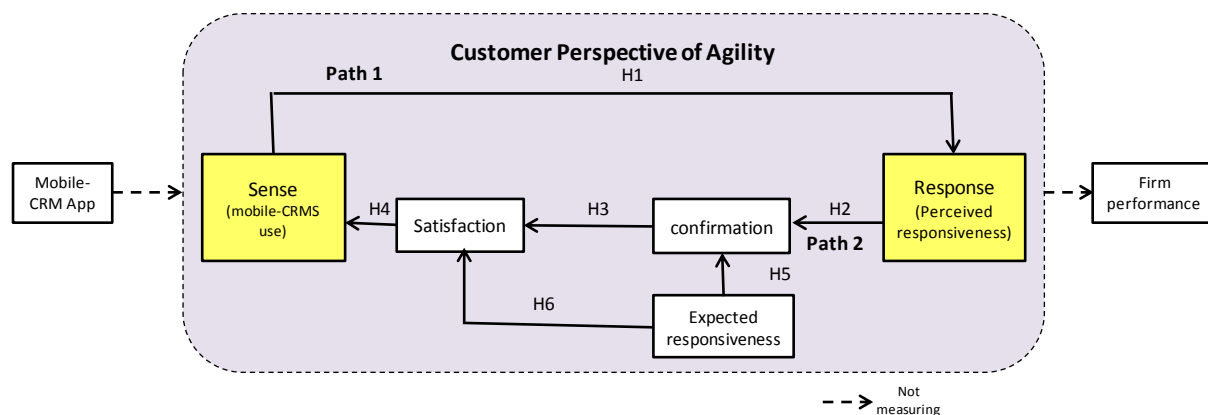 Customer Perspective of Agility
Path 1
H1
Mobile-
CRM App
Sense
(mobile-CRMS
use)
H4
Satisfaction
H3
confirmation
H2
Path 2
Response
(Perceived
responsiveness)
Firm
performance
H5
H6
Expected
responsiveness
Not
measuring